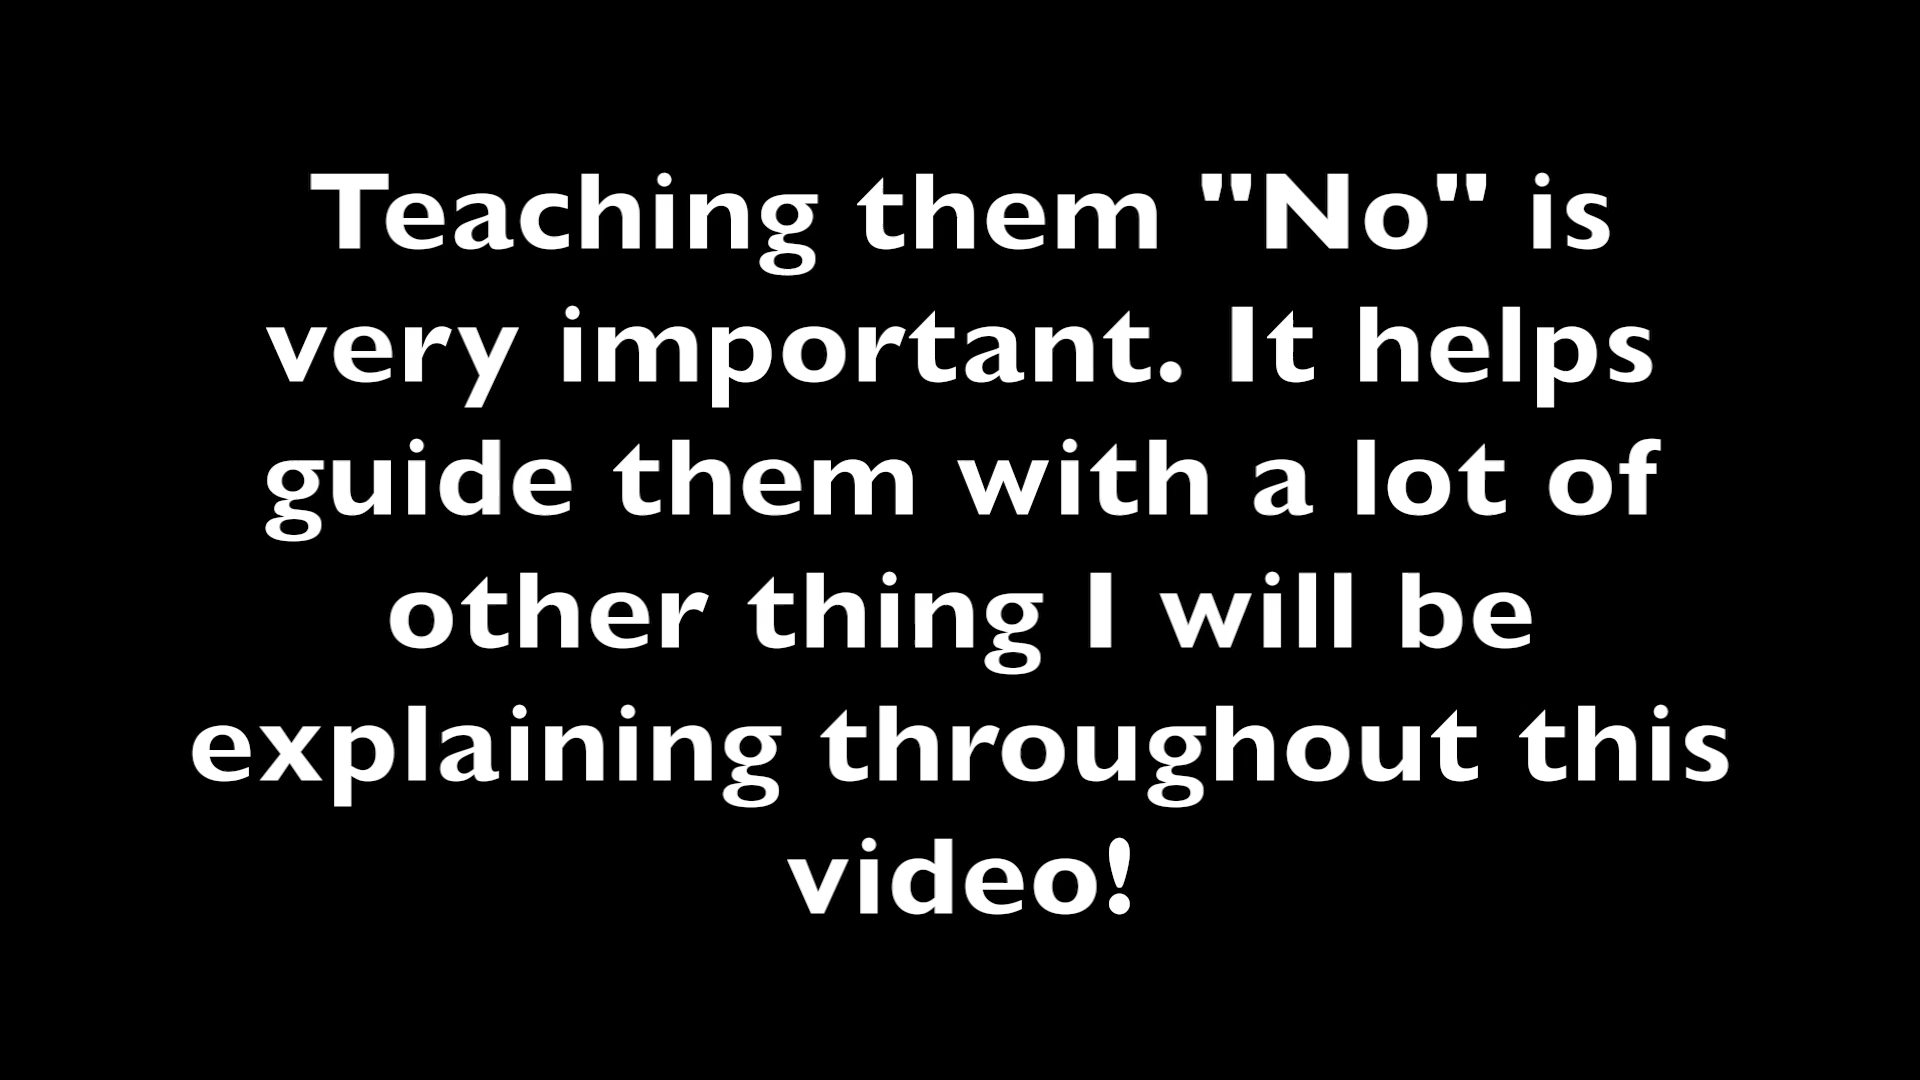 Teaching them "No" is
very important. It helps
guide them with a lot of
other thing I will be
explaining throughout this
video!